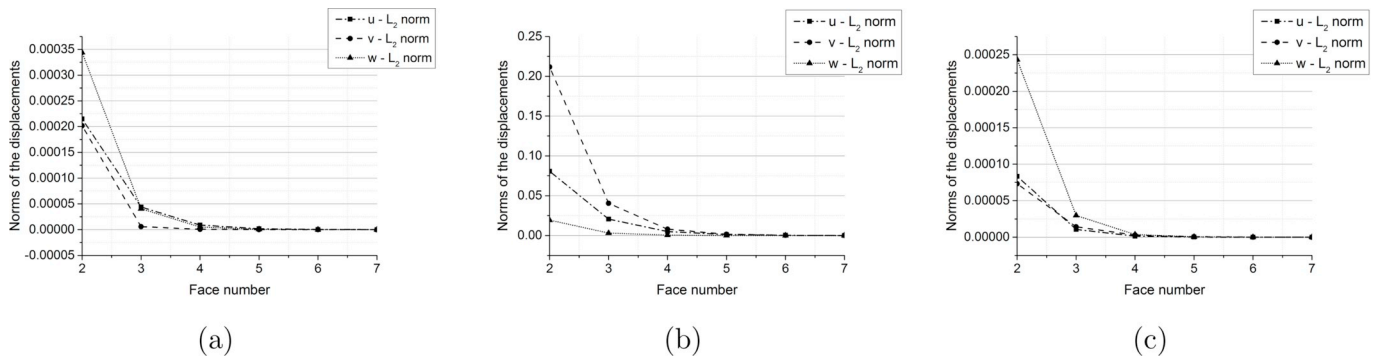 u - L2 norm
v - L2 norm
w - L2 norm
Norms of the displacements
0.00035
0.00030
0.00025
0.00020
0.00015
0.00010
0.00005
0.00000
-0.00005
2 3 4 5 6 7
Face number
(a)
u - L2 norm
v - L2 norm
w - L2 norm
Norms of the displacements
0.25
0.20
0.15
0.10
0.05
0.00
2 3 4 5 6 7
Face number
(b)
u - L2 norm
v - L2 norm
w - L2 norm
Norms of the displacements
0.00025
0.00020
0.00015
0.00010
0.00005
0.00000
2 3 4 5 6 7
Face number
(c)